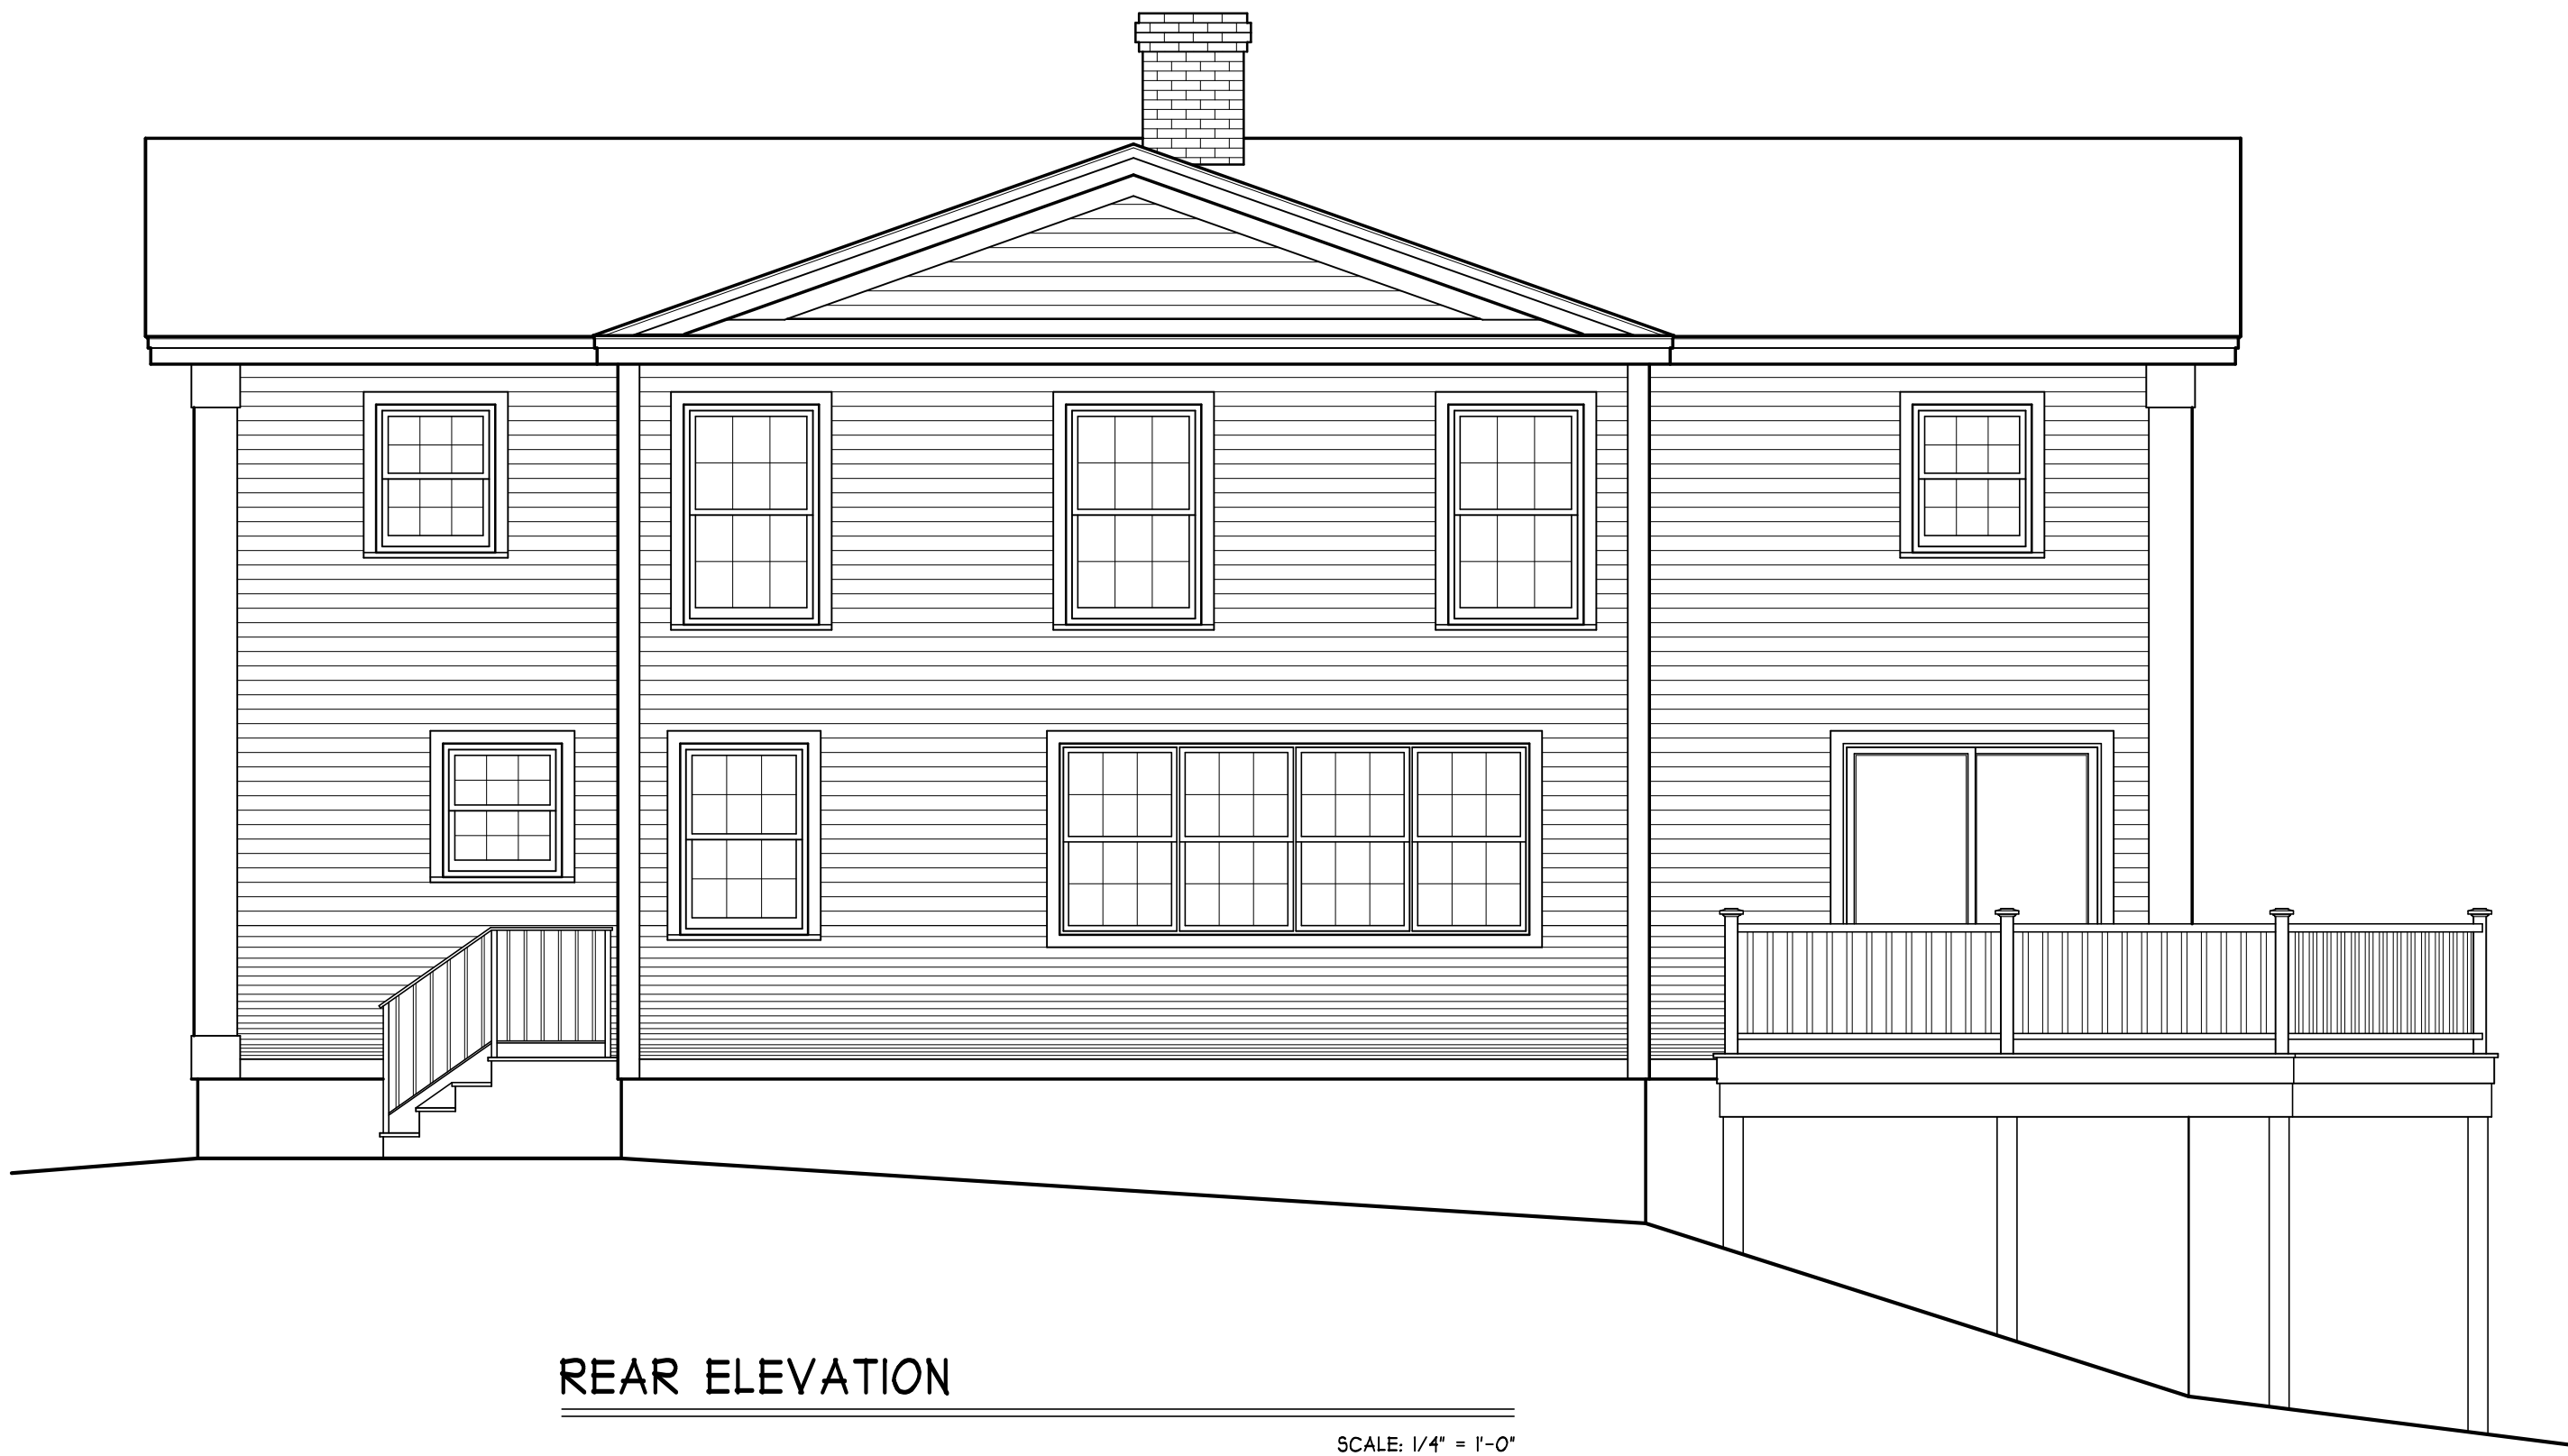 REAR ELEVATION
SCALE: 1/4" = 1'-0"